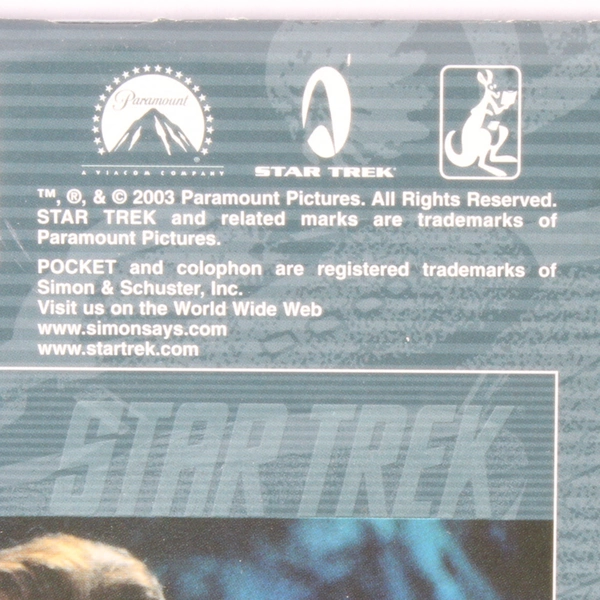 Paramount
A VIACOM COMPANY
STAR TREK®
™, ®, & © 2003 Paramount Pictures. All Rights Reserved.
STAR TREK and related marks are trademarks of
Paramount Pictures.
POCKET and colophon are registered trademarks of
Simon & Schuster, Inc.
Visit us on the World Wide Web
www.simonsays.com
www.startrek.com
STAR TREK